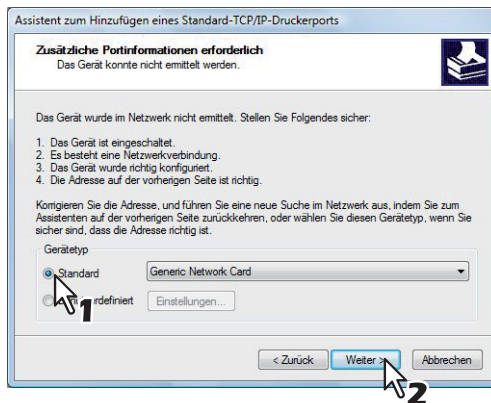 Assistent zum Hinzufügen eines Standard-TCP/IP-Druckerports
Zusätzliche Portinformationen erforderlich
Das Gerät konnte nicht ermittelt werden.
Das Gerät wurde im Netzwerk nicht ermittelt. Stellen Sie Folgendes sicher:
1. Das Gerät ist eingeschaltet.
2. Es besteht eine Netzwerkverbindung.
3. Das Gerät wurde richtig konfiguriert.
4. Die Adresse auf der vorherigen Seite ist richtig.
Korrigieren Sie die Adresse, und führen Sie eine neue Suche im Netzwerk aus, indem Sie zum
Assistenten auf der vorherigen Seite zurückkehren, oder wählen Sie diesen Gerätetyp, wenn Sie
sicher sind, dass die Adresse richtig ist.
Gerätetyp
Standard Generic Network Card
Einstellungen...
1
< Zurück Weiter > Abbrechen
2